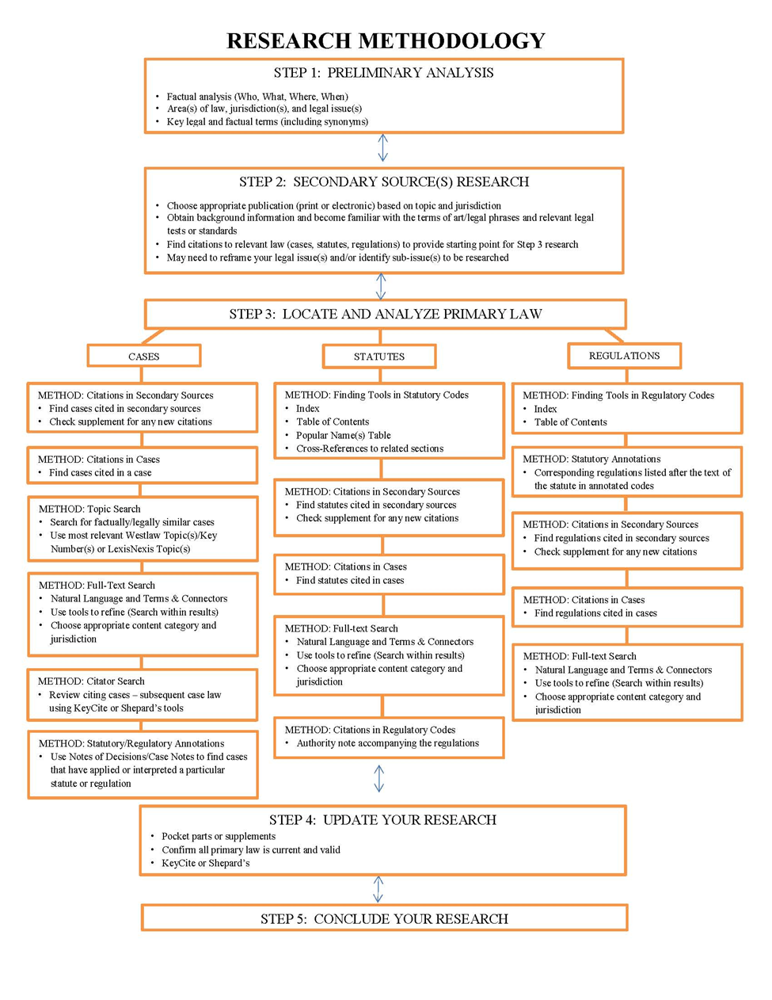 RESEARCH METHODOLOGY
STEP 1:  PRELIMINARY ANALYSIS
• Factual analysis (Who, What, Where, When)
• Area(s) of law, jurisdiction(s), and legal issue(s)
• Key legal and factual terms (including synonyms)
STEP 2:  SECONDARY SOURCE(S) RESEARCH
• Choose appropriate publication (print or electronic) based on topic and jurisdiction
• Obtain background information and become familiar with the terms of art/legal phrases and relevant legal
tests or standards
• Find citations to relevant law (cases, statutes, regulations) to provide starting point for Step 3 research
• May need to reframe your legal issue(s) and/or identify sub-issue(s) to be researched
STEP 3:  LOCATE AND ANALYZE PRIMARY LAW
CASES
METHOD: Citations in Secondary Sources
• Find cases cited in secondary sources
• Check supplement for any new citations
METHOD: Citations in Cases
• Find cases cited in a case
METHOD: Topic Search
• Search for factually/legally similar cases
• Use most relevant Westlaw Topic(s)/Key
Number(s) or LexisNexis Topic(s)
METHOD: Full-Text Search
• Natural Language and Terms & Connectors
• Use tools to refine (Search within results)
• Choose appropriate content category and
jurisdiction
METHOD: Citator Search
• Review citing cases – subsequent case law
using KeyCite or Shepard's tools
METHOD: Statutory/Regulatory Annotations
• Use Notes of Decisions/Case Notes to find cases
that have applied or interpreted a particular
statute or regulation
STATUTES
METHOD: Finding Tools in Statutory Codes
• Index
• Table of Contents
• Popular Name(s) Table
• Cross-References to related sections
METHOD: Citations in Secondary Sources
• Find statutes cited in secondary sources
• Check supplement for any new citations
METHOD: Citations in Cases
• Find statutes cited in cases
METHOD: Full-text Search
• Natural Language and Terms & Connectors
• Use tools to refine (Search within results)
• Choose appropriate content category and
jurisdiction
METHOD: Citations in Regulatory Codes
• Authority note accompanying the regulations
REGULATIONS
METHOD: Finding Tools in Regulatory Codes
• Index
• Table of Contents
METHOD: Statutory Annotations
• Corresponding regulations listed after the text of
the statute in annotated codes
METHOD: Citations in Secondary Sources
• Find regulations cited in secondary sources
• Check supplement for any new citations
METHOD: Citations in Cases
• Find regulations cited in cases
METHOD: Full-text Search
• Natural Language and Terms & Connectors
• Use tools to refine (Search within results)
• Choose appropriate content category and
jurisdiction
STEP 4:  UPDATE YOUR RESEARCH
• Pocket parts or supplements
• Confirm all primary law is current and valid
• KeyCite or Shepard's
STEP 5:  CONCLUDE YOUR RESEARCH